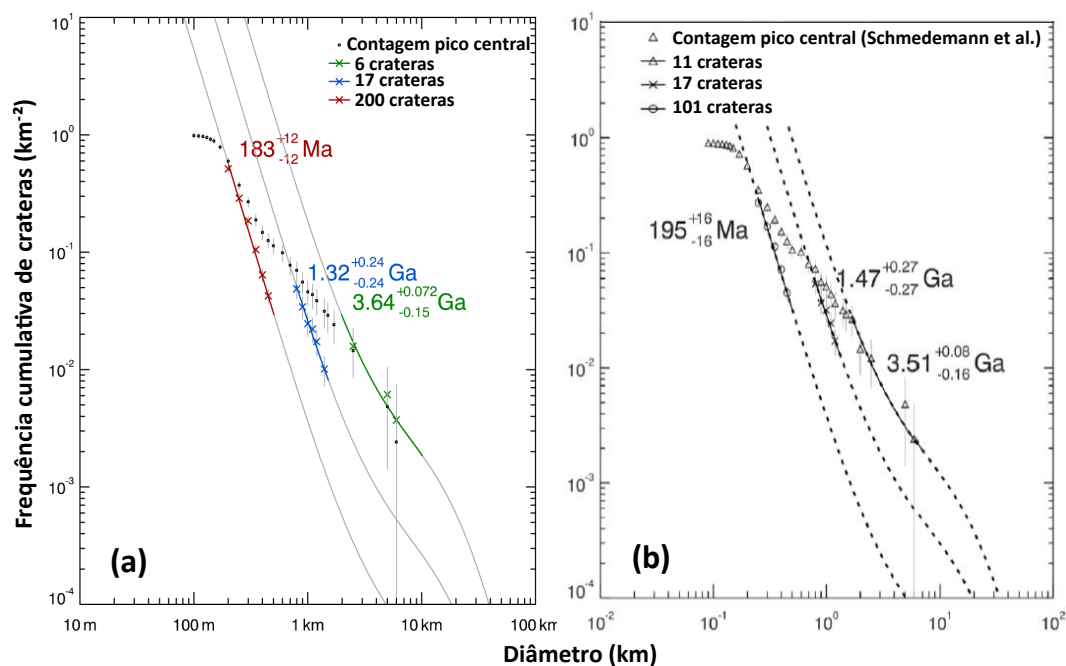 Frequência cumulativa de crateras (km⁻²)
10¹
10⁰
10⁻¹
10⁻²
10⁻³
10⁻⁴
Contagem pico central
6 crateras
17 crateras
200 crateras
183 +12 -12 Ma
1.32 +0.24 -0.24 Ga
3.64 +0.072 -0.15 Ga
(a)
10 m 100 m 1 km 10 km 100 km
10¹
10⁰
10⁻¹
10⁻²
10⁻³
10⁻⁴
Contagem pico central (Schmedemann et al.)
11 crateras
17 crateras
101 crateras
195 +16 -16 Ma
1.47 +0.27 -0.27 Ga
3.51 +0.08 -0.16 Ga
(b)
10⁻² 10⁻¹ 10⁰ 10¹ 10²
Diâmetro (km)